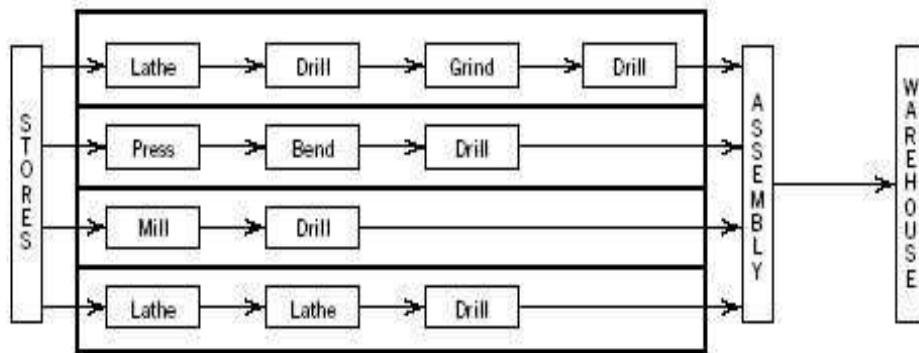 STORES
Lathe Drill Grind Drill
Press Bend Drill
Mill Drill
Lathe Lathe Drill
ASSEMBLY
WAREHOUSE